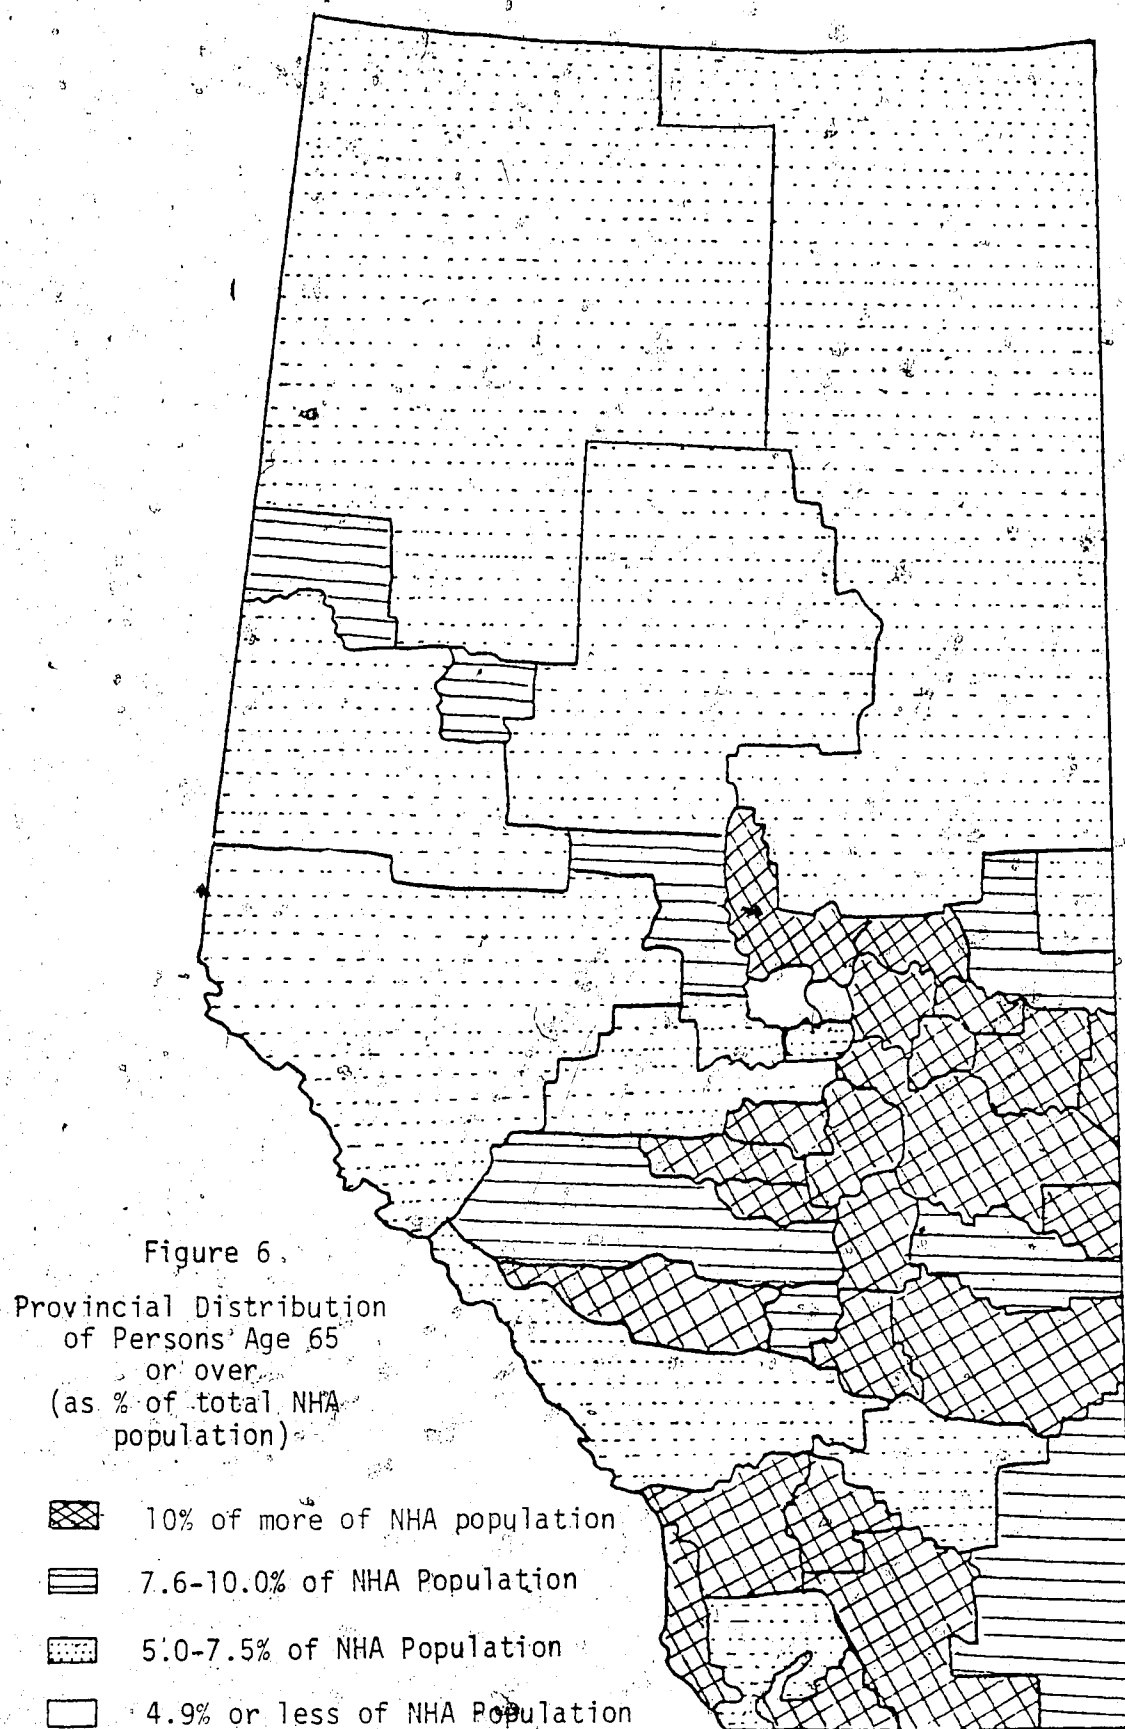 Figure 6
Provincial Distribution
of Persons Age 65
or over
(as % of total NHA
population)
10% of more of NHA population
7.6-10.0% of NHA Population
5.0-7.5% of NHA Population
4.9% or less of NHA Population